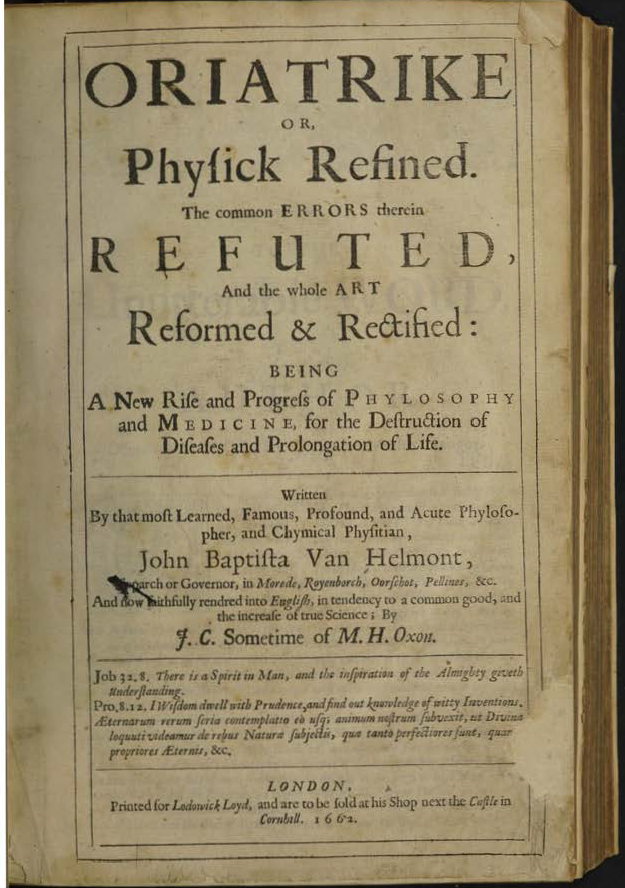 ORIATRIKE
OR,
Phyſick Refined.
The common ERRORS therein
REFUTED,
And the whole ART
Reformed & Rectified:
BEING
A New Riſe and Progreſs of PHYLOSOPHY
and MEDICINE, for the Deſtruction of
Diſeaſes and Prolongation of Life.
Written
By that moſt Learned, Famous, Profound, and Acute Phyloſo-
pher, and Chymical Phyſitian,
John Baptiſta Van Helmont,
or Governor, in Morede, Royenborch, Oorſchot, Pellines, &c.
And now faithfully rendred into Engliſh, in tendency to a common good, and
the increaſe of true Science; By
J. C. Sometime of M. H. Oxon.
Job 32. 8. There is a Spirit in Man, and the inſpiration of the Almighty giveth
Underſtanding.
Pro. 8. 12. I Wiſdom dwell with Prudence, and find out knowledge of witty Inventions.
Æternarum rerum ſeria contemplatio eò uſq; animum noſtrum ſubvexit, ut Divina
loquuti videamur de rebus Naturæ ſubjectis, quæ tanto perfectiores ſunt, quar
propriores Æternis, &c.
LONDON,
Printed for Lodowick Loyd, and are to be ſold at his Shop next the Caſtle in
Cornhill. 1662.